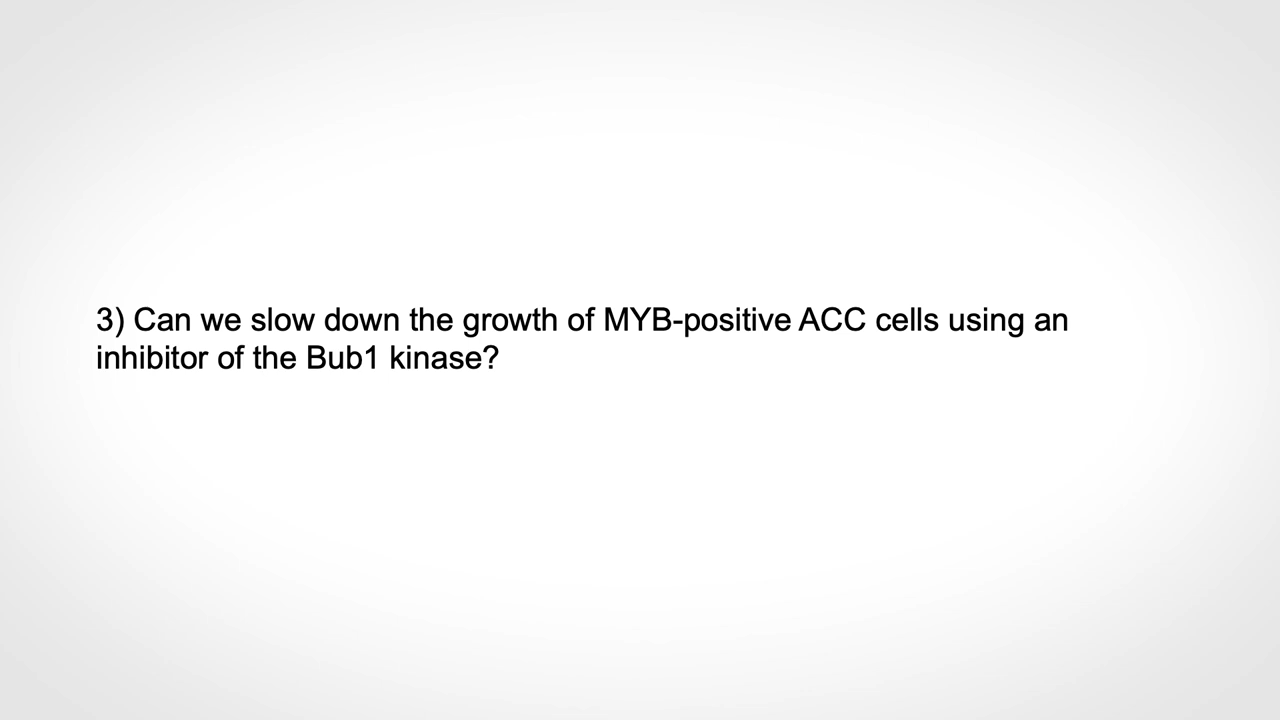 3) Can we slow down the growth of MYB-positive ACC cells using an
inhibitor of the Bub1 kinase?